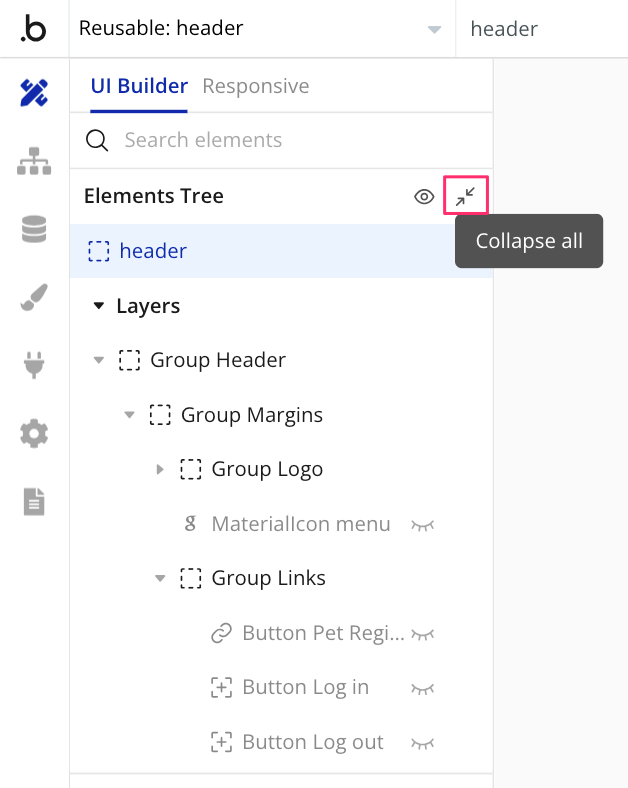 .b
Reusable: header
header
UI Builder
Responsive
Search elements
Elements Tree
Collapse all
header
Layers
Group Header
Group Margins
Group Logo
g MaterialIcon menu
Group Links
Button Pet Regi...
Button Log in
Button Log out